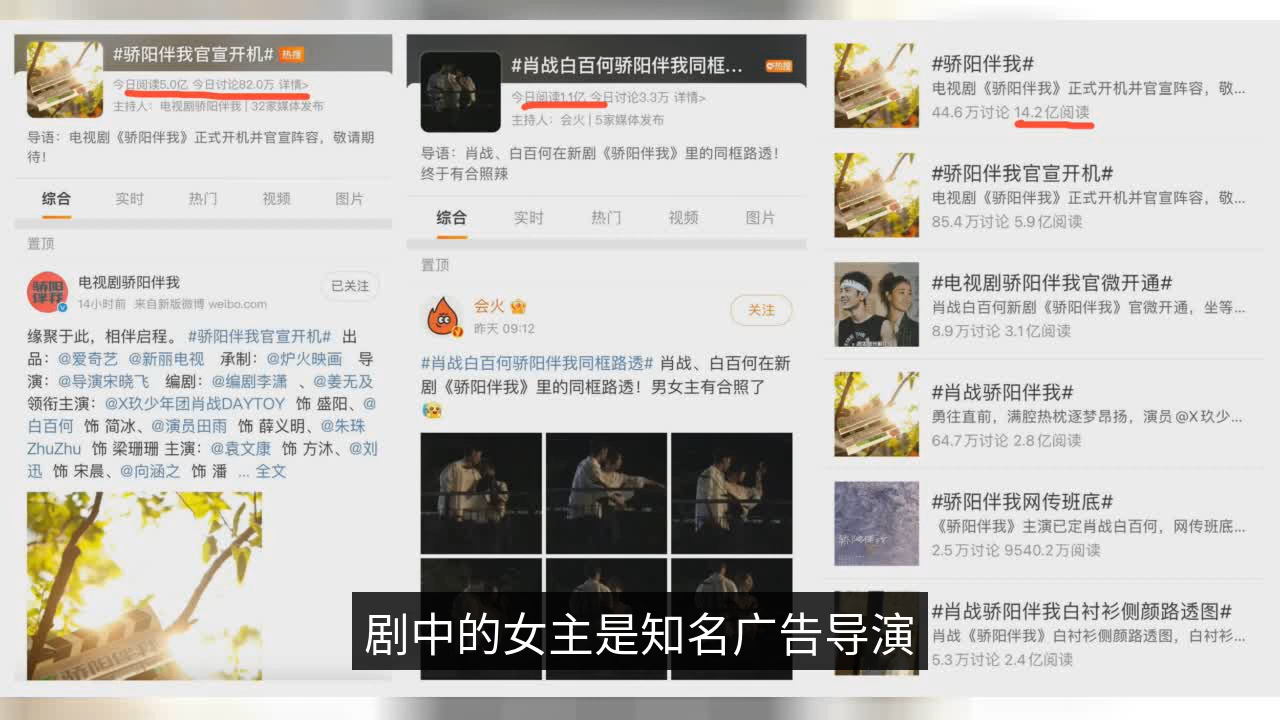 #骄阳伴我官宣开机# 热搜
今日阅读5.0亿 今日讨论82.0万 详情>
主持人：电视剧骄阳伴我 | 32家媒体发布
导语：电视剧《骄阳伴我》正式开机并官宣阵容，敬请期
待！
综合 实时 热门 视频 图片
置顶
骄阳
伴我
电视剧骄阳伴我
已关注
14小时前 来自新版微博 weibo.com
缘聚于此，相伴启程。 #骄阳伴我官宣开机# 出
品：@爱奇艺 @新丽电视 承制：@炉火映画 导
演：@导演宋晓飞 编剧：@编剧李潇 、@姜无及
领衔主演：@X玖少年团肖战DAYTOY 饰 盛阳、@
白百何 饰 简冰、@演员田雨 饰 薛义明、@朱珠
ZhuZhu 饰 梁珊珊 主演：@袁文康 饰 方沐、@刘
迅 饰 宋晨、@向涵之 饰 潘 ... 全文
#肖战白百何骄阳伴我同框... 热搜
今日阅读1.1亿 今日讨论3.3万 详情>
主持人：会火 | 5家媒体发布
导语：肖战、白百何在新剧《骄阳伴我》里的同框路透！
终于有合照辣
综合 实时 热门 视频 图片
置顶
会火
关注
昨天 09:12
#肖战白百何骄阳伴我同框路透# 肖战、白百何在新
剧《骄阳伴我》里的同框路透！男女主有合照了
#骄阳伴我#
电视剧《骄阳伴我》正式开机并官宣阵容，敬...
44.6万讨论 14.2亿阅读
#骄阳伴我官宣开机#
电视剧《骄阳伴我》正式开机并官宣阵容，敬...
85.4万讨论 5.9亿阅读
#电视剧骄阳伴我官微开通#
肖战白百何新剧《骄阳伴我》官微开通，坐等...
8.9万讨论 3.1亿阅读
#肖战骄阳伴我#
勇往直前，满腔热枕逐梦昂扬，演员@X玖少...
64.7万讨论 2.8亿阅读
骄阳伴我
#骄阳伴我网传班底#
《骄阳伴我》主演已定肖战白百何，网传班底...
2.5万讨论 9540.2万阅读
#肖战骄阳伴我白衬衫侧颜路透图#
肖战《骄阳伴我》白衬衫侧颜路透图，白衬衫...
5.3万讨论 2.4亿阅读
剧中的女主是知名广告导演